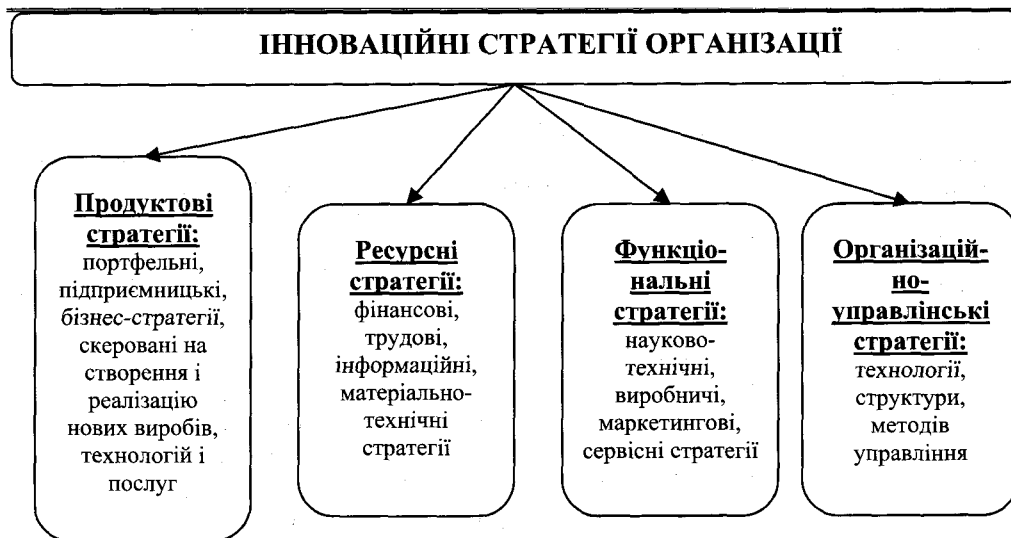 ІННОВАЦІЙНІ СТРАТЕГІЇ ОРГАНІЗАЦІЇ
Продуктові
стратегії:
портфельні,
підприємницькі,
бізнес-стратегії,
скеровані на
створення і
реалізацію
нових виробів,
технологій і
послуг
Ресурсні
стратегії:
фінансові,
трудові,
інформаційні,
матеріально-
технічні
стратегії
Функціо-
нальні
стратегії:
науково-
технічні,
виробничі,
маркетингові,
сервісні стратегії
Організацій-
но-
управлінські
стратегії:
технології,
структури,
методів
управління